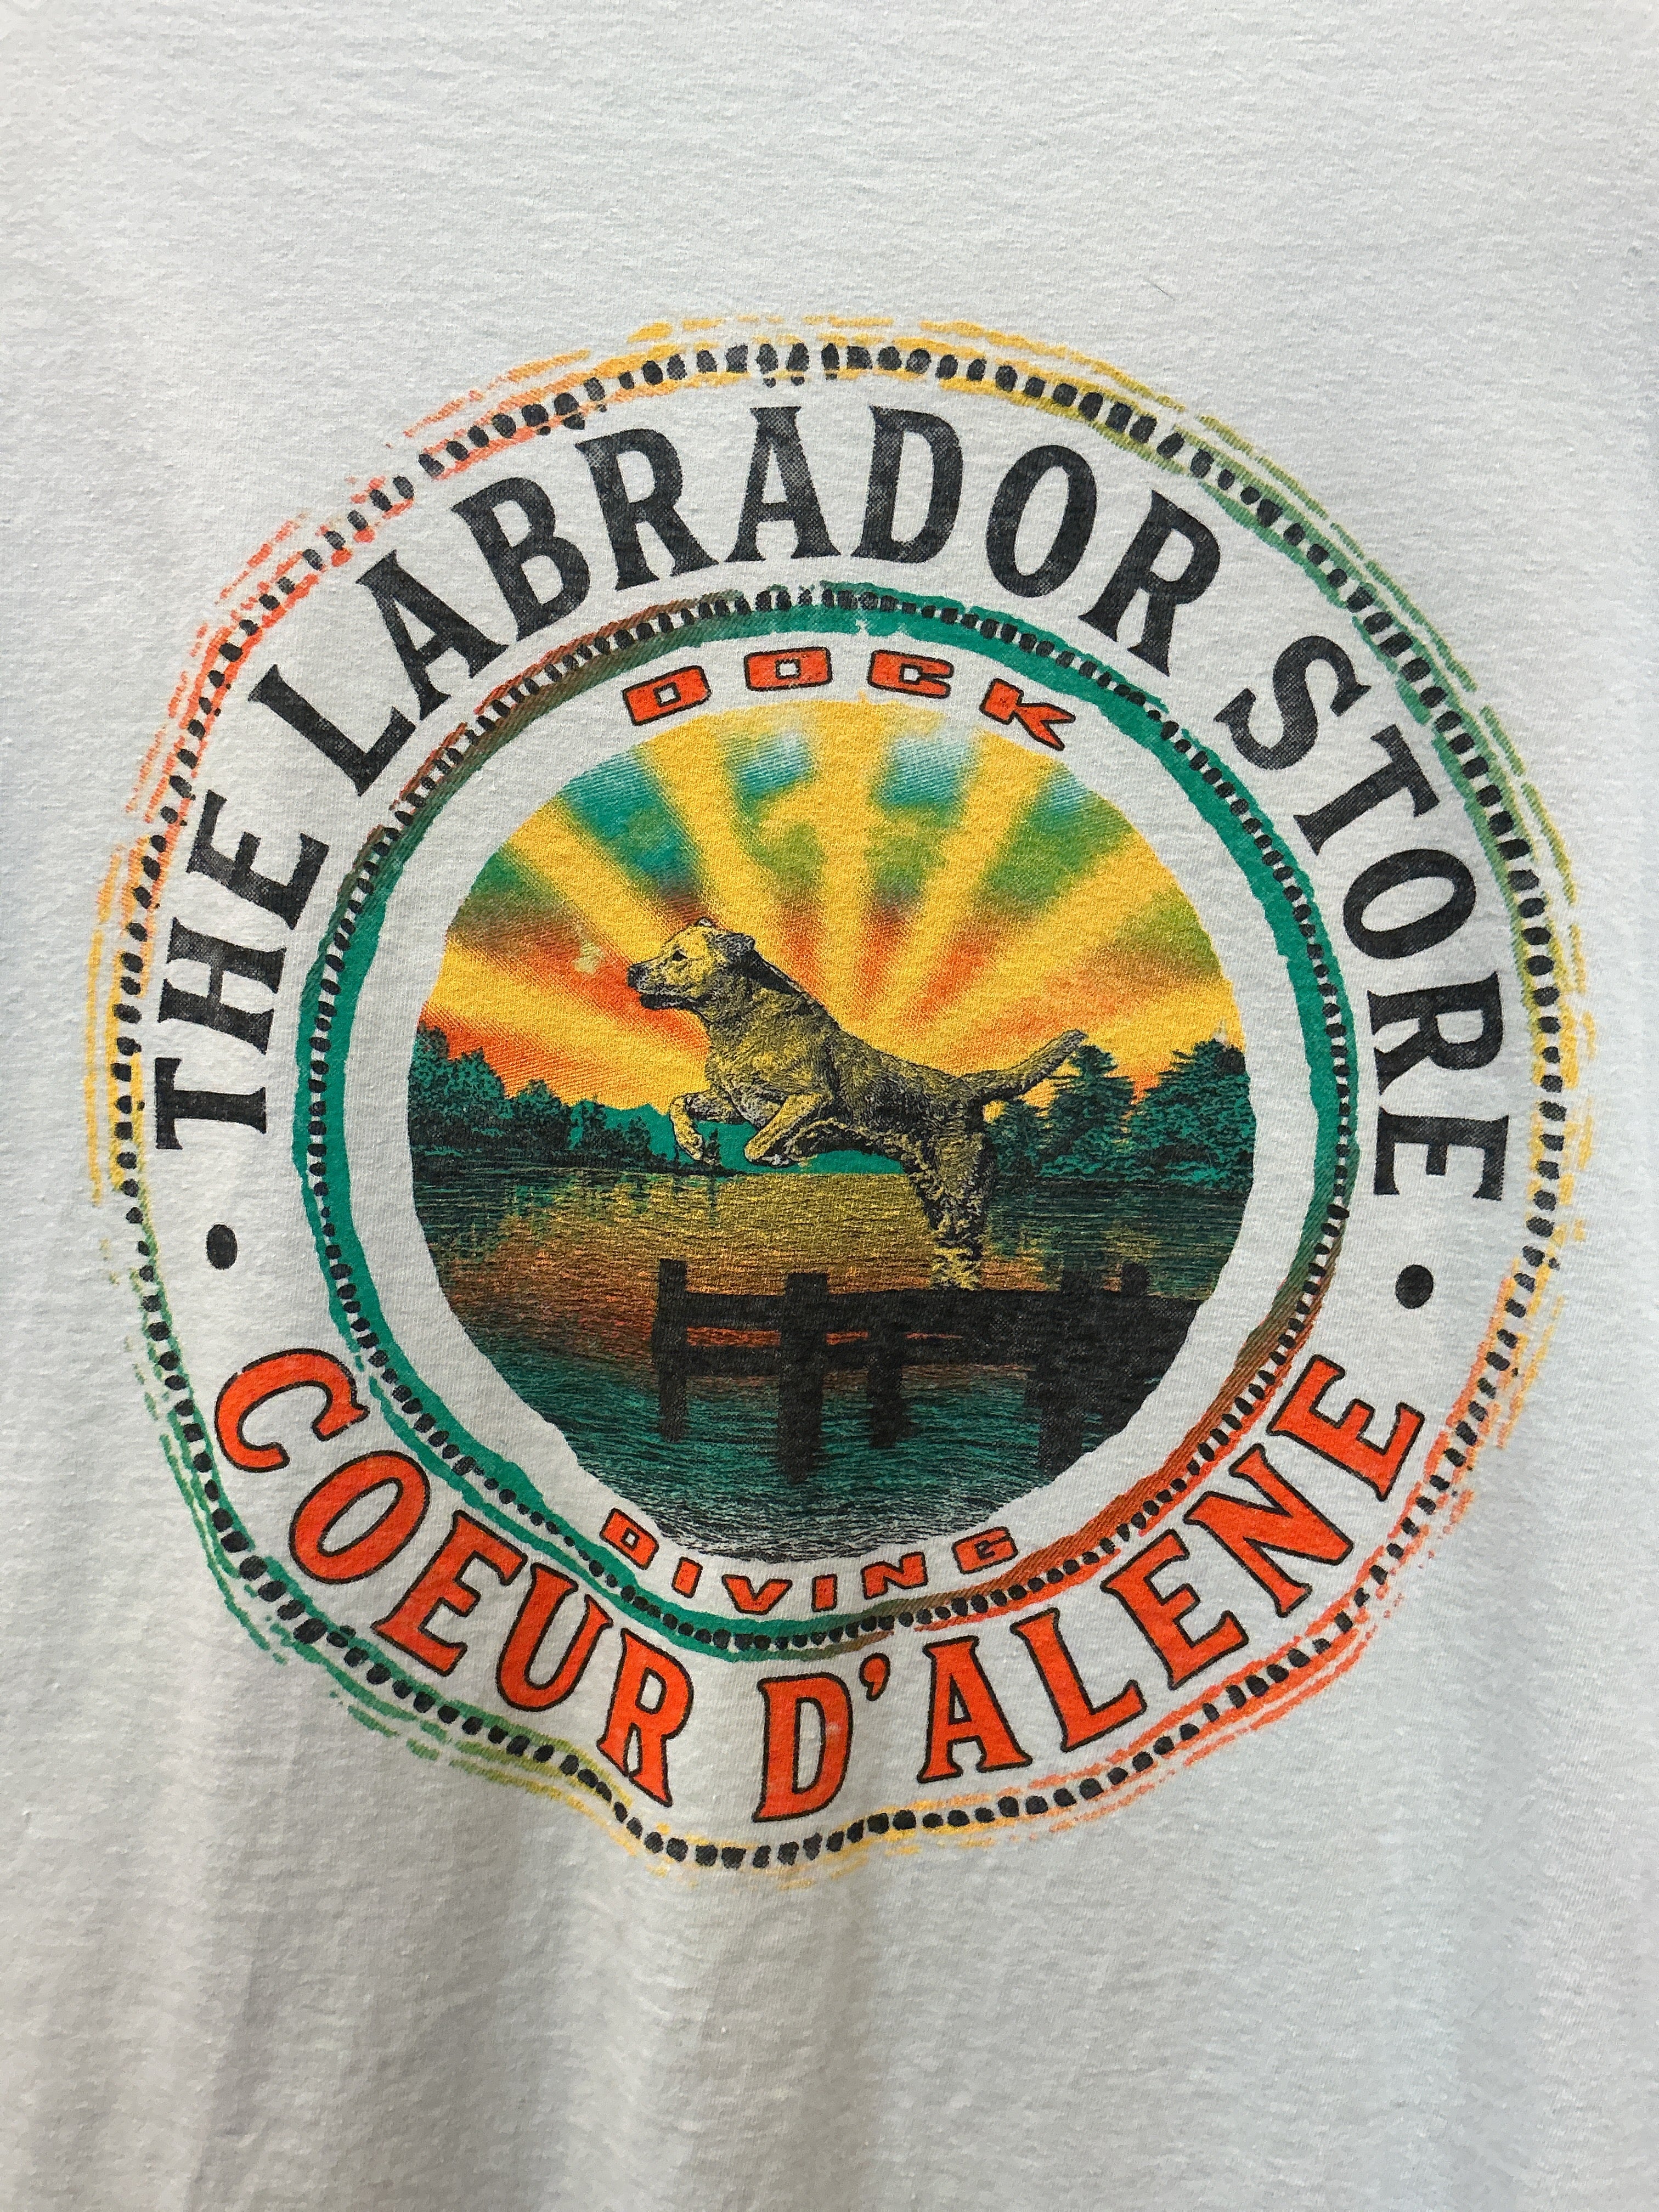 THE LABRADOR STORE
DOCK
DIVING
COEUR D'ALENE